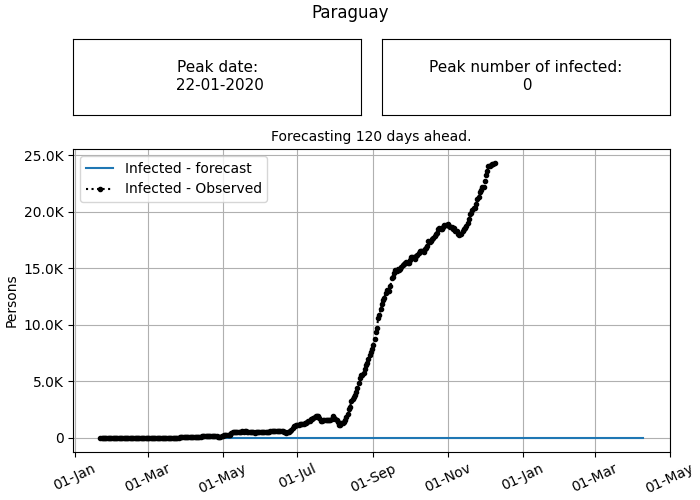 Paraguay
Peak date:
22-01-2020
Peak number of infected:
0
Forecasting 120 days ahead.
25.0K
20.0K
15.0K
10.0K
5.0K
0
Persons
Infected - forecast
Infected - Observed
01-Jan
01-Mar
01-May
01-Jul
01-Sep
01-Nov
01-Jan
01-Mar
01-May